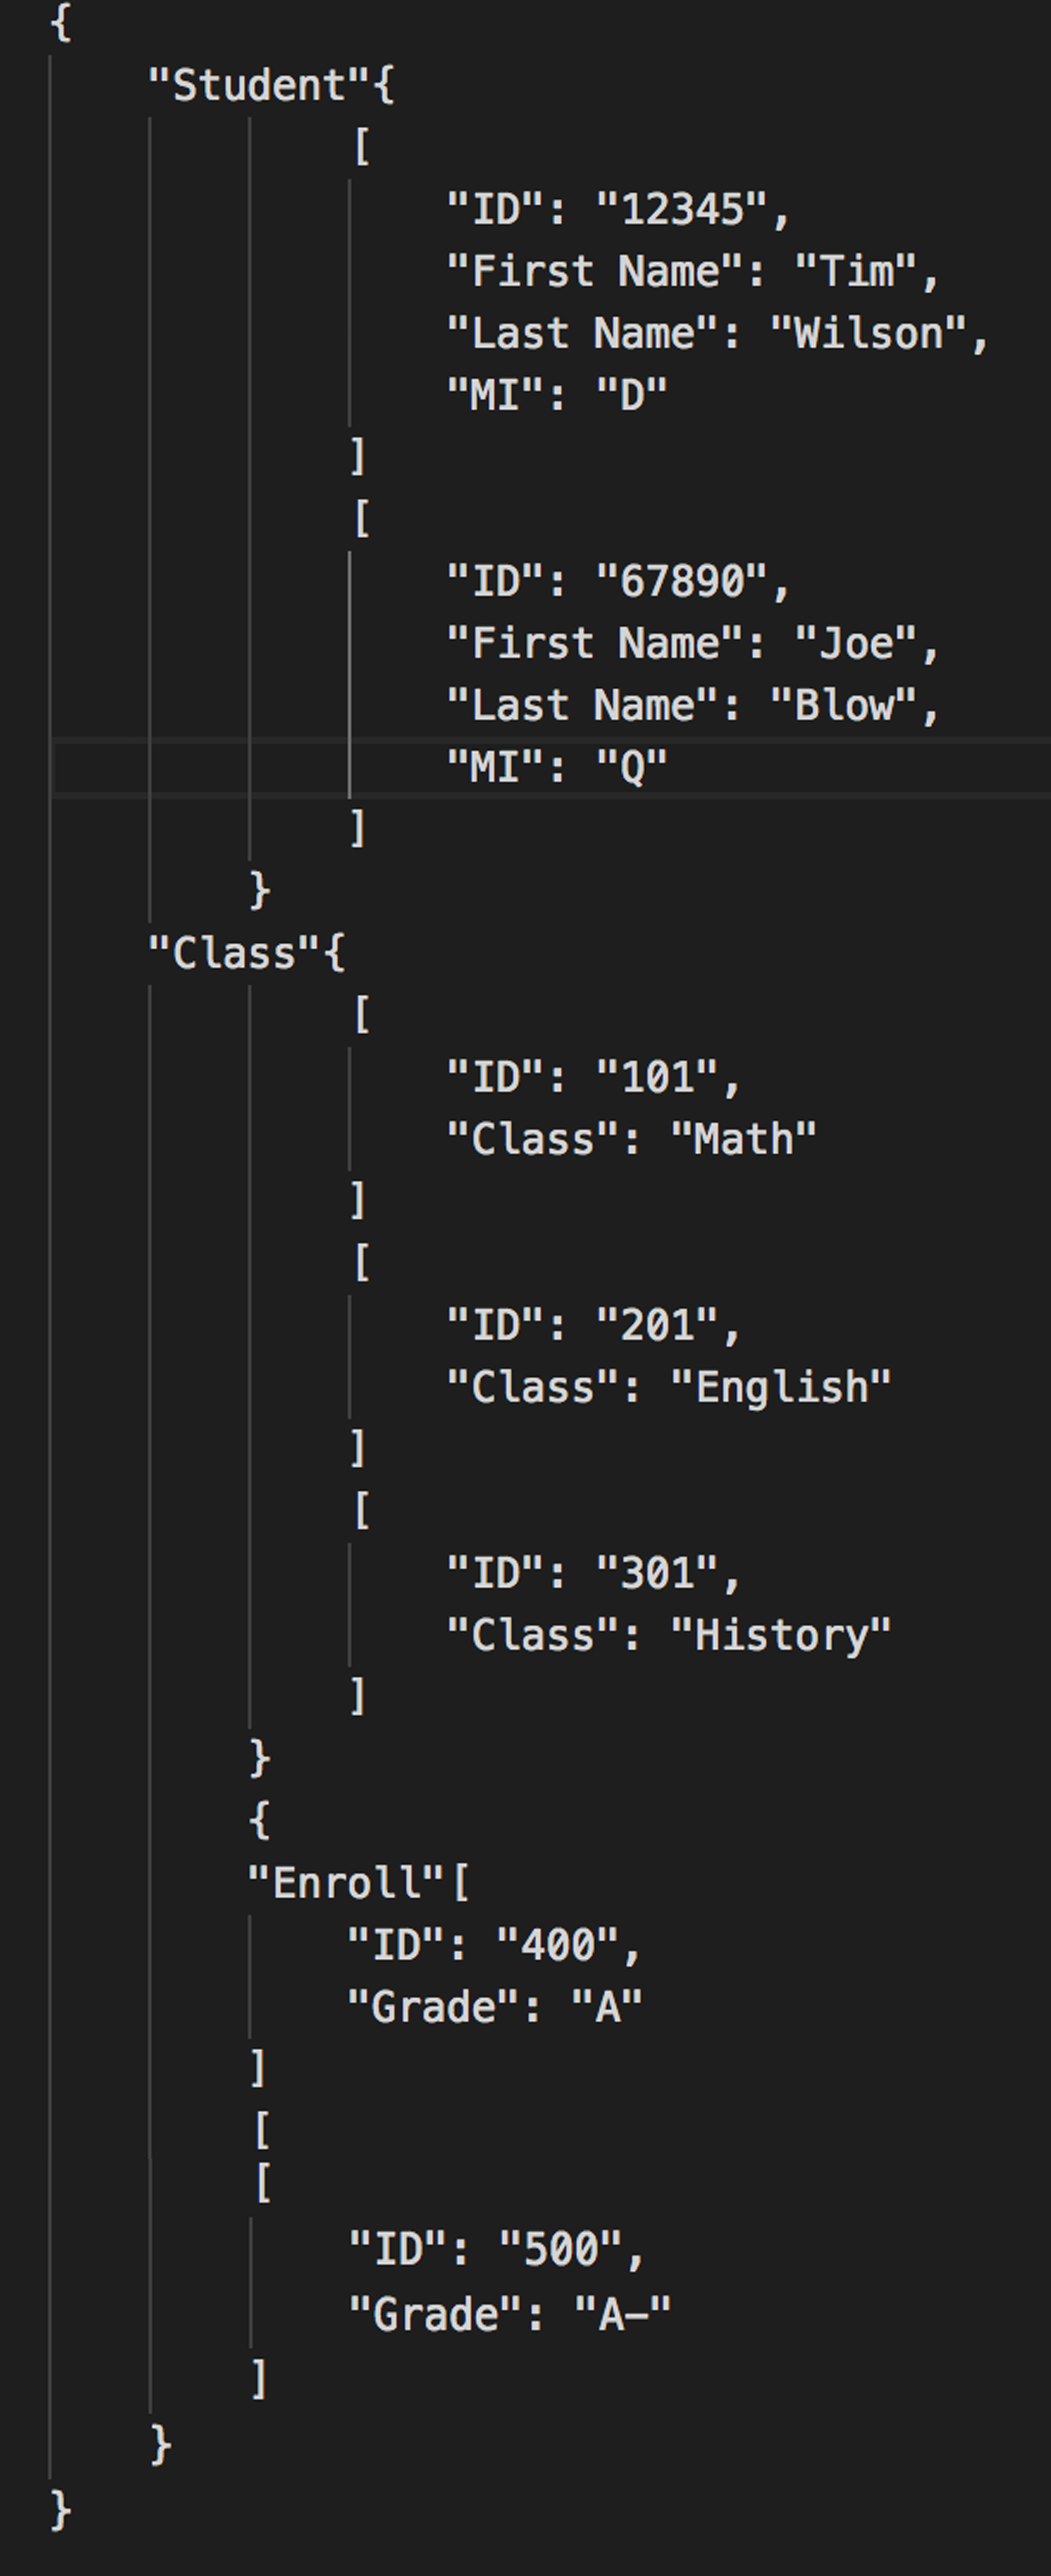 {
"Student"{
[
"ID": "12345",
"First Name": "Tim",
"Last Name": "Wilson",
"MI": "D"
]
[
"ID": "67890",
"First Name": "Joe",
"Last Name": "Blow",
"MI": "Q"
]
}
"Class"{
[
"ID": "101",
"Class": "Math"
]
[
"ID": "201",
"Class": "English"
]
[
"ID": "301",
"Class": "History"
]
}
{
"Enroll"[
"ID": "400",
"Grade": "A"
]
[
[
"ID": "500",
"Grade": "A-"
]
}
}